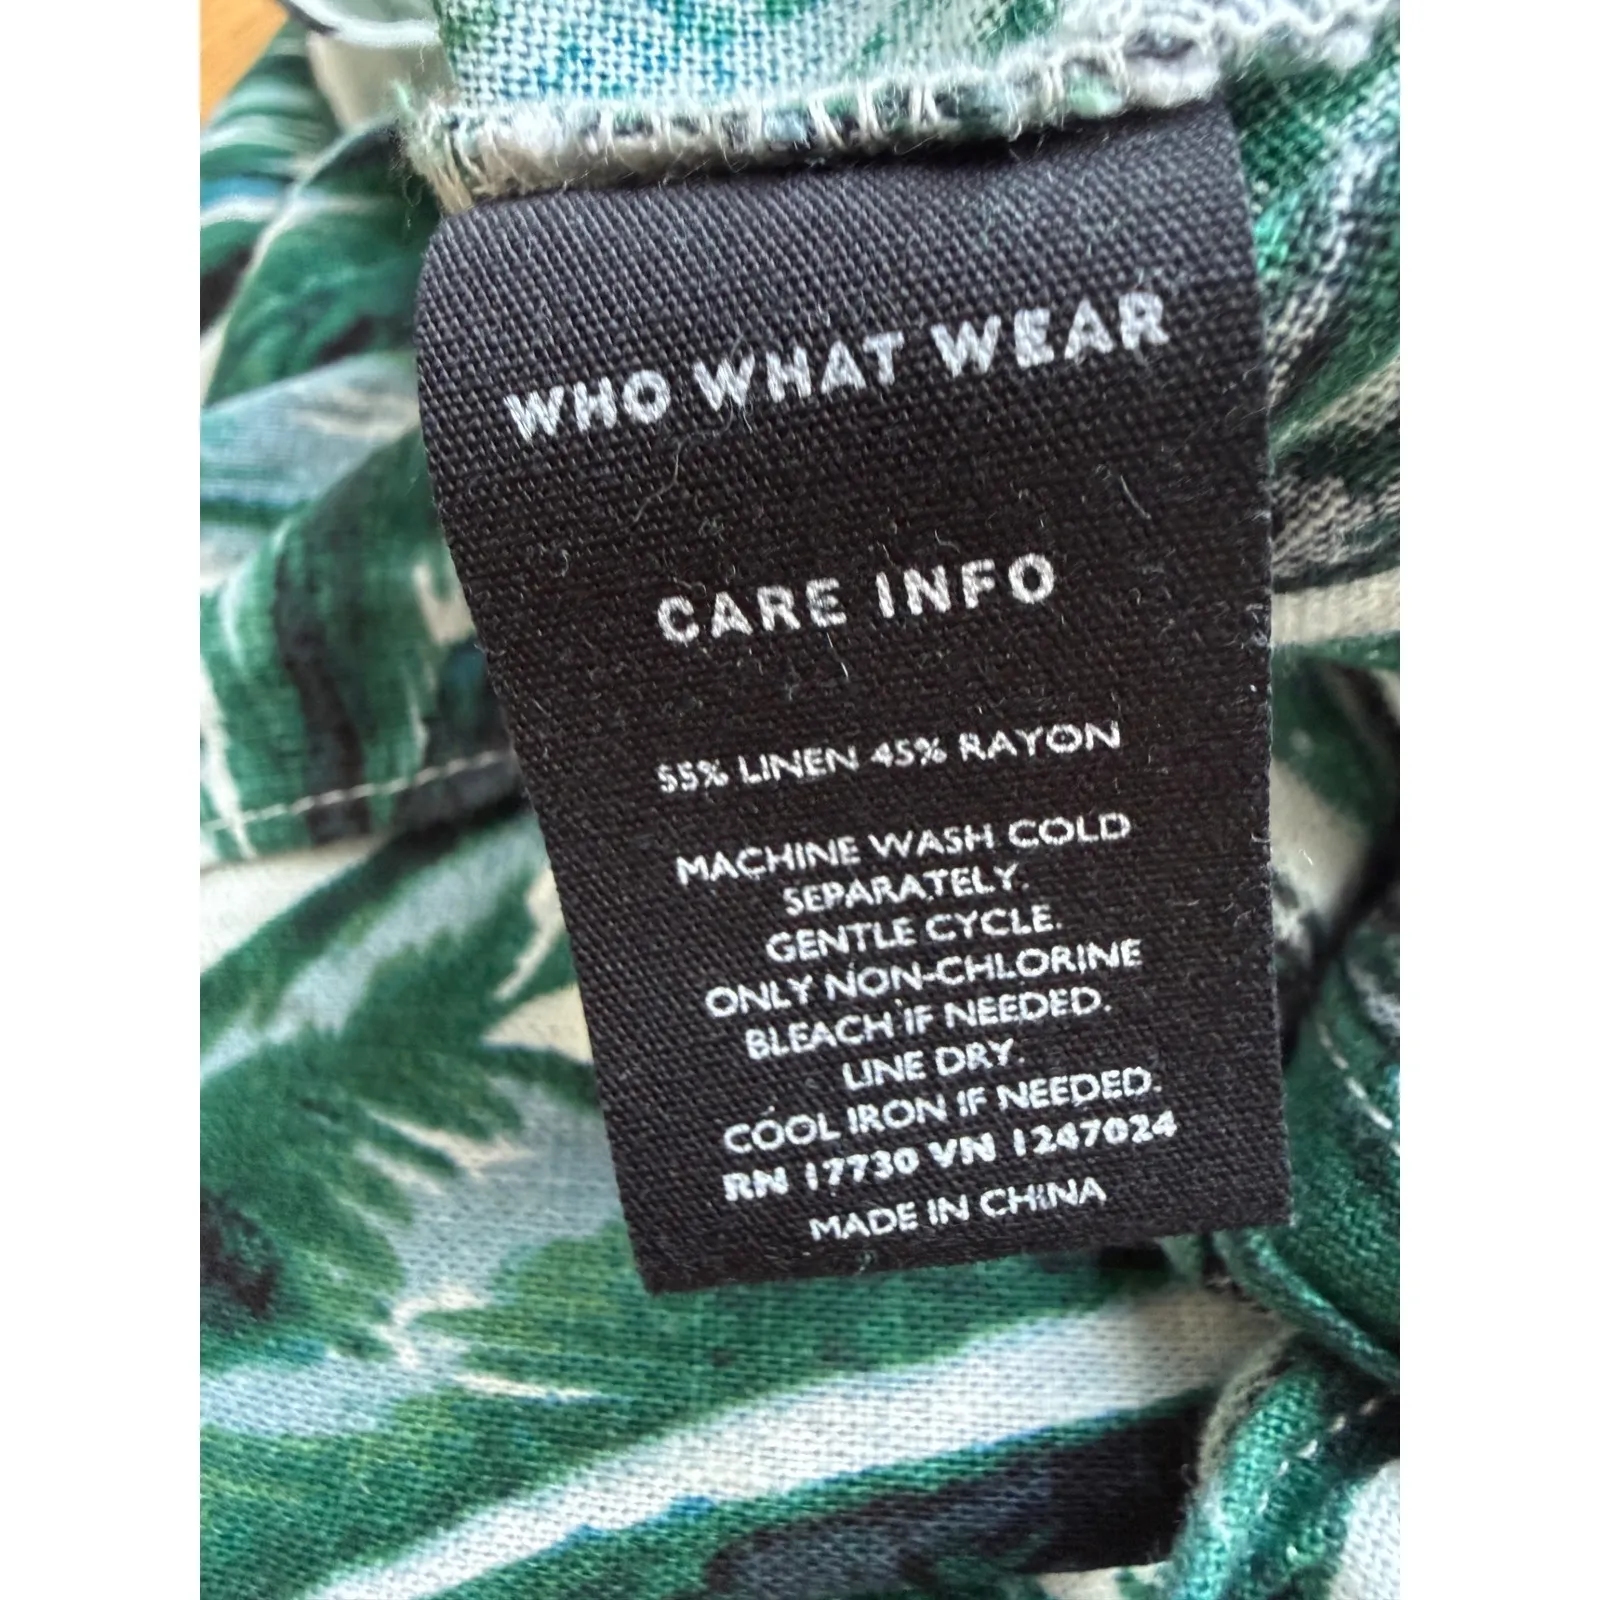 WHO WHAT WEAR
CARE INFO
55% LINEN 45% RAYON
MACHINE WASH COLD
SEPARATELY.
GENTLE CYCLE.
ONLY NON-CHLORINE
BLEACH IF NEEDED.
LINE DRY.
COOL IRON IF NEEDED.
RN 17730 VN 1247024
MADE IN CHINA